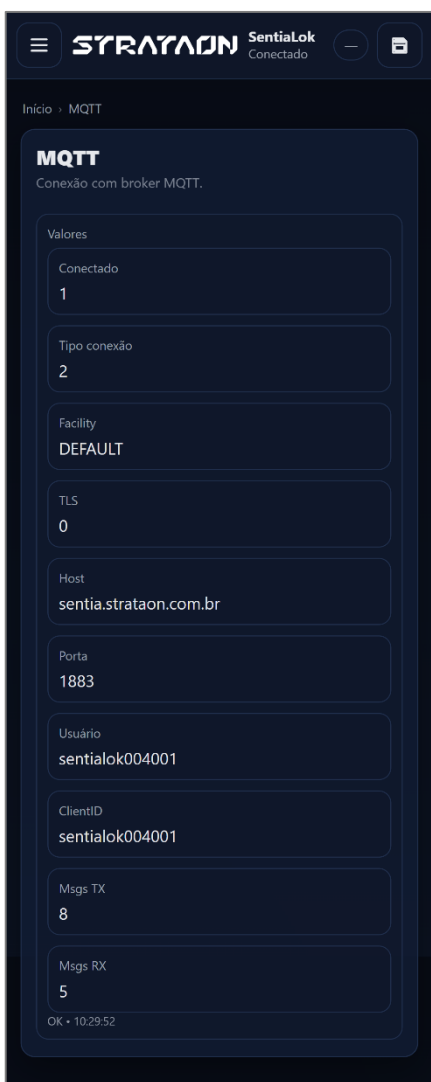 STRATAON
SentiaLok
Conectado
Início › MQTT
MQTT
Conexão com broker MQTT.
Valores
Conectado
1
Tipo conexão
2
Facility
DEFAULT
TLS
0
Host
sentia.strataon.com.br
Porta
1883
Usuário
sentialok004001
ClientID
sentialok004001
Msgs TX
8
Msgs RX
5
OK • 10:29:52